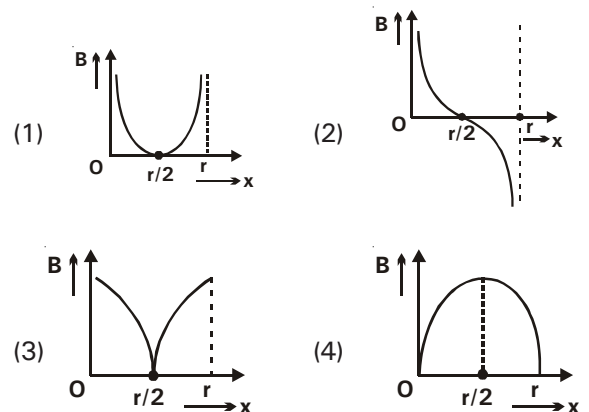 (1)
B
O
r/2
r
x
(2)
B
O
r/2
r
x
(3)
B
O
r/2
r
x
(4)
B
O
r/2
r
x